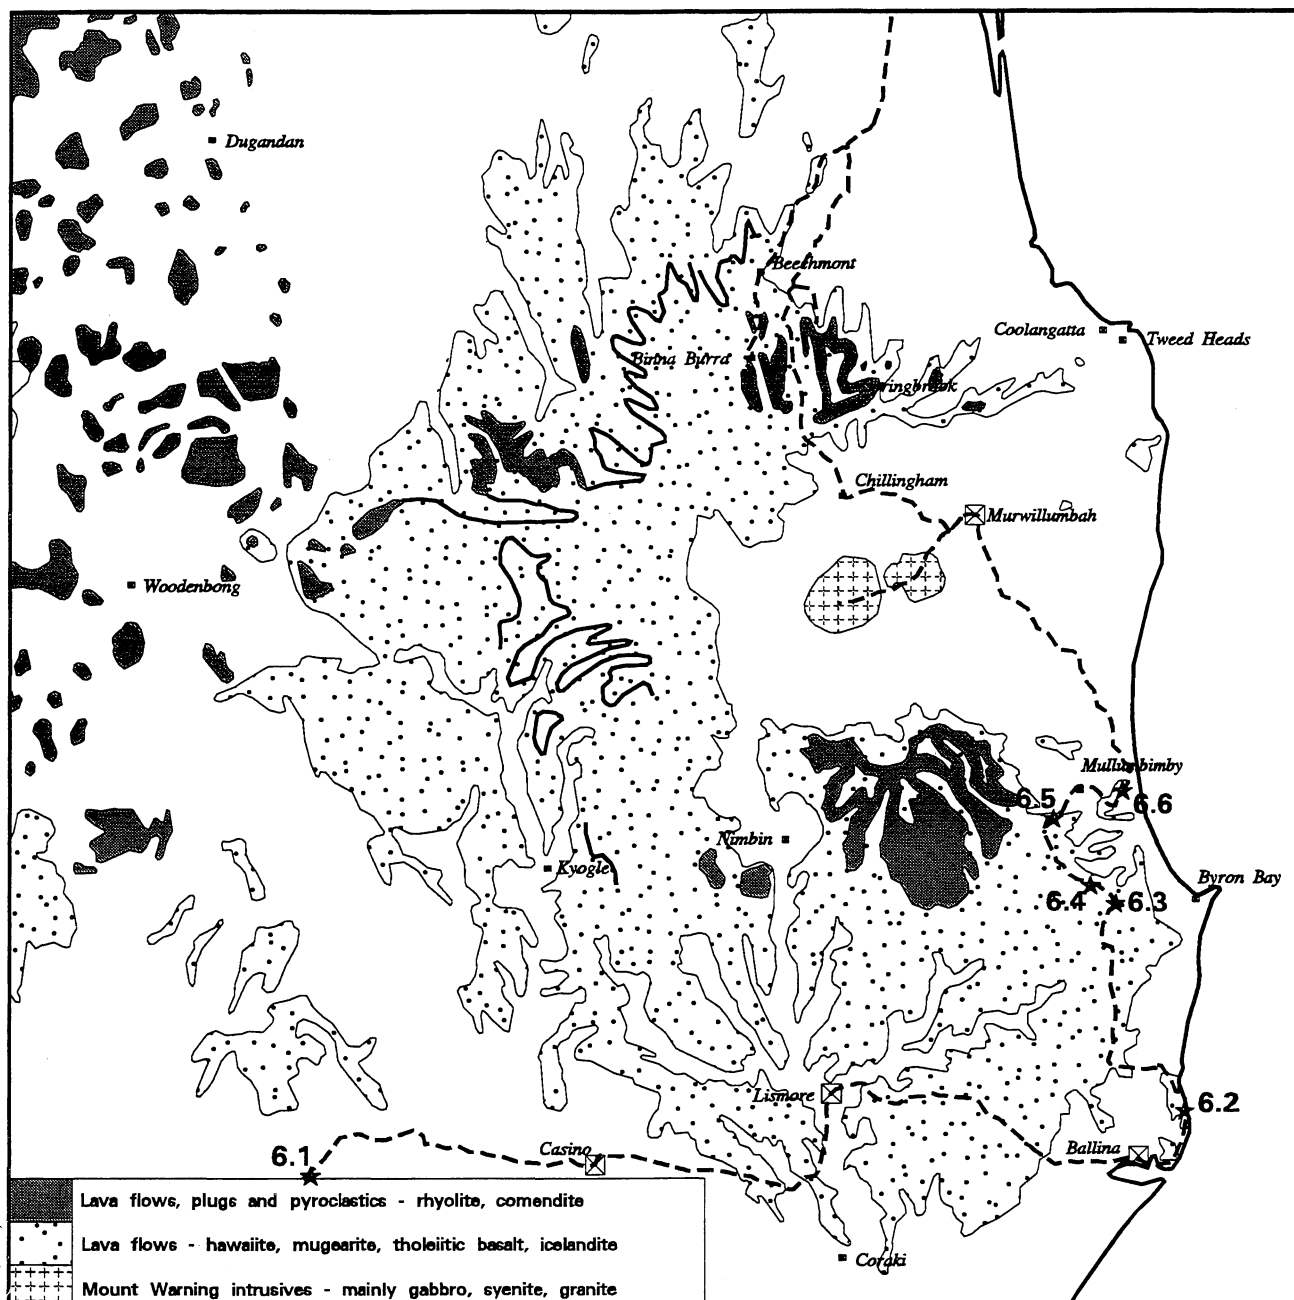 Dugandan
Beechmont
Coolangatta
Tweed Heads
Binna Burra
Springbrook
Chillingham
Murwillumbah
Woodenbong
Mullumbimby
6.5
6.6
Nimbin
Kyogle
Byron Bay
6.4
6.3
Lismore
6.2
6.1
Casino
Ballina
Lava flows, plugs and pyroclastics - rhyolite, comendite
Lava flows - hawaiite, mugearite, tholeiitic basalt, icelandite
Coraki
Mount Warning intrusives - mainly gabbro, syenite, granite